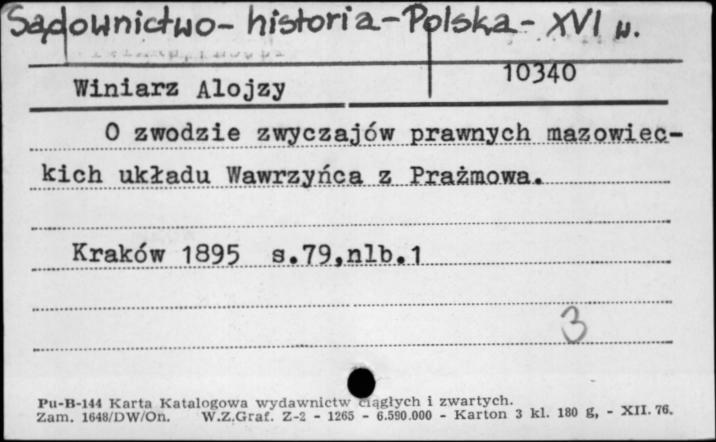 Sądownictwo - historia - Polska - XVI w.
Winiarz Alojzy 10340
O zwodzie zwyczajów prawnych mazowiec-
kich układu Wawrzyńca z Prażmowa.
Kraków 1895 s.79,nlb.1
3
Pu-B-144 Karta Katalogowa wydawnictw ciągłych i zwartych.
Zam. 1648/DW/On. W.Z.Graf. Z-2 - 1265 - 6.590.000 - Karton 3 kl. 180 g, - XII. 76.